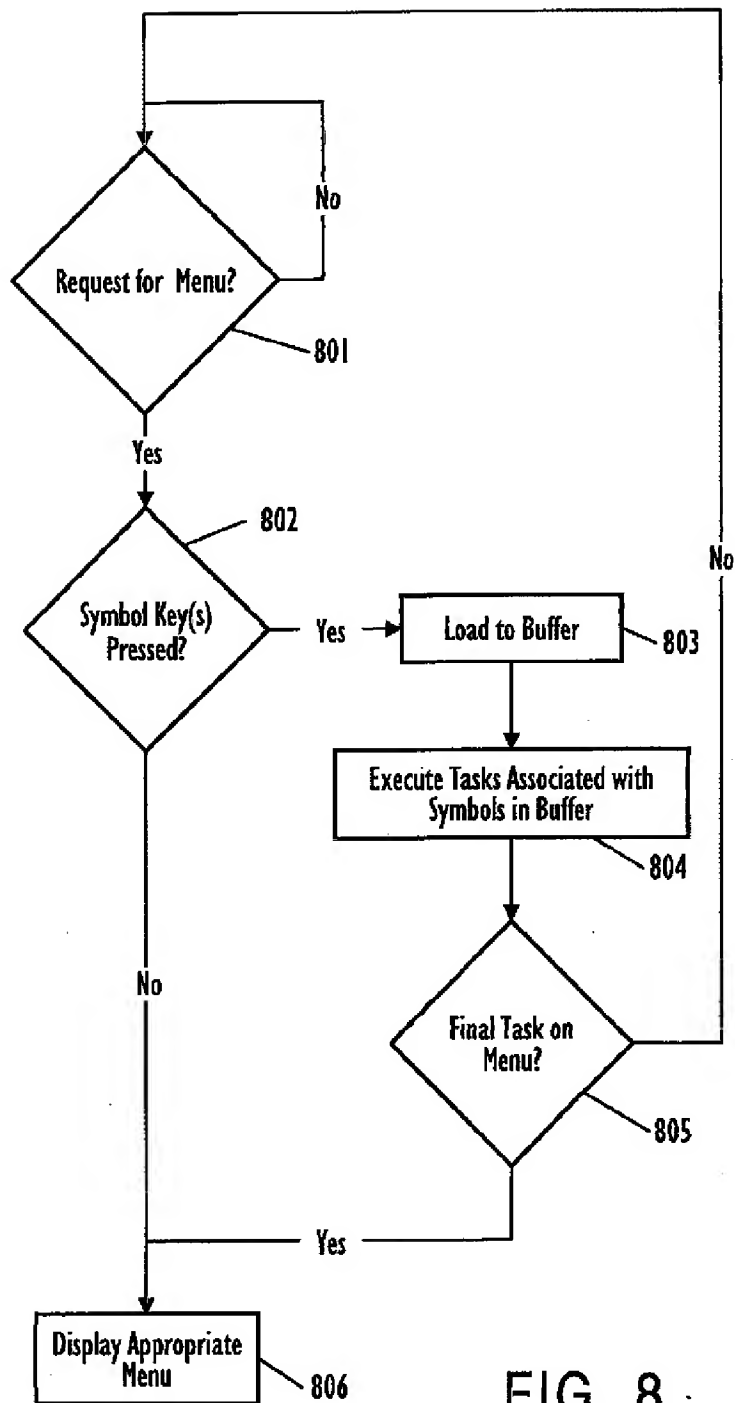 No
Request for Menu?
801
Yes
802
No
Symbol Key(s)
Pressed?
Yes
Load to Buffer
803
Execute Tasks Associated with
Symbols in Buffer
804
No
Final Task on
Menu?
805
Yes
Display Appropriate
Menu
806
FIG. 8